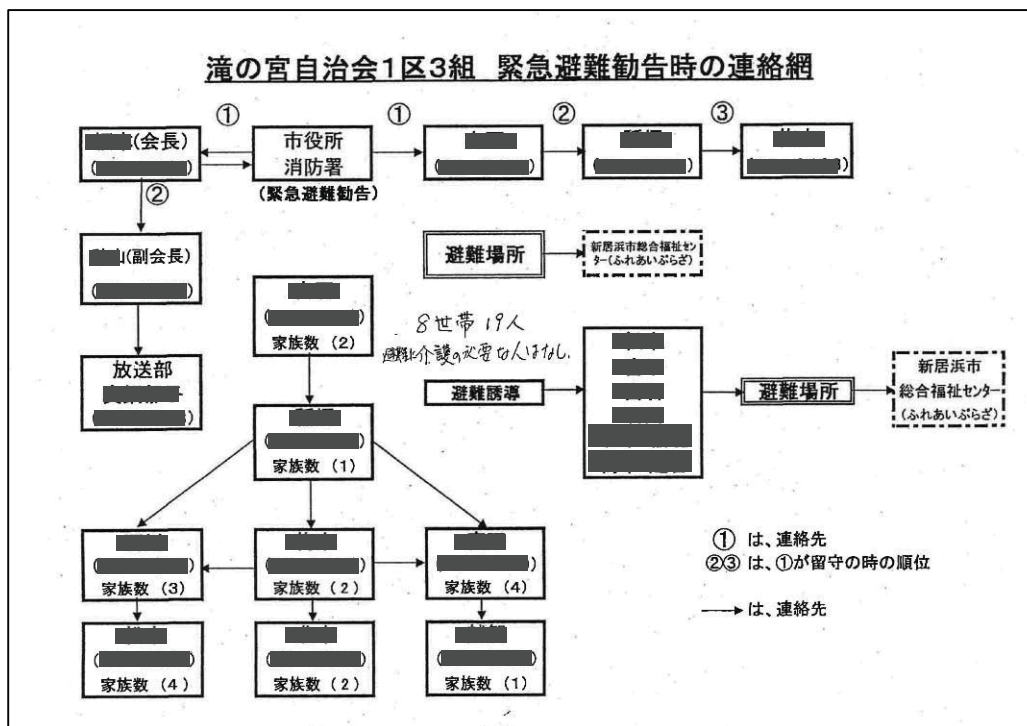 滝の宮自治会1区3組 緊急避難勧告時の連絡網
① ① ② ③
(会長)
市役所
消防署
(緊急避難勧告)
②
(副会長)
放送部
避難場所
新居浜市総合福祉セン
ター(ふれあいぷらざ)
家族数 (2)
8世帯 19人
介護の必要な人はなし.
避難誘導
避難場所
新居浜市
総合福祉センター
(ふれあいぷらざ)
家族数 (1)
家族数 (3)
家族数 (2)
家族数 (4)
家族数 (4)
家族数 (2)
家族数 (1)
① は、連絡先
②③ は、①が留守の時の順位
→ は、連絡先